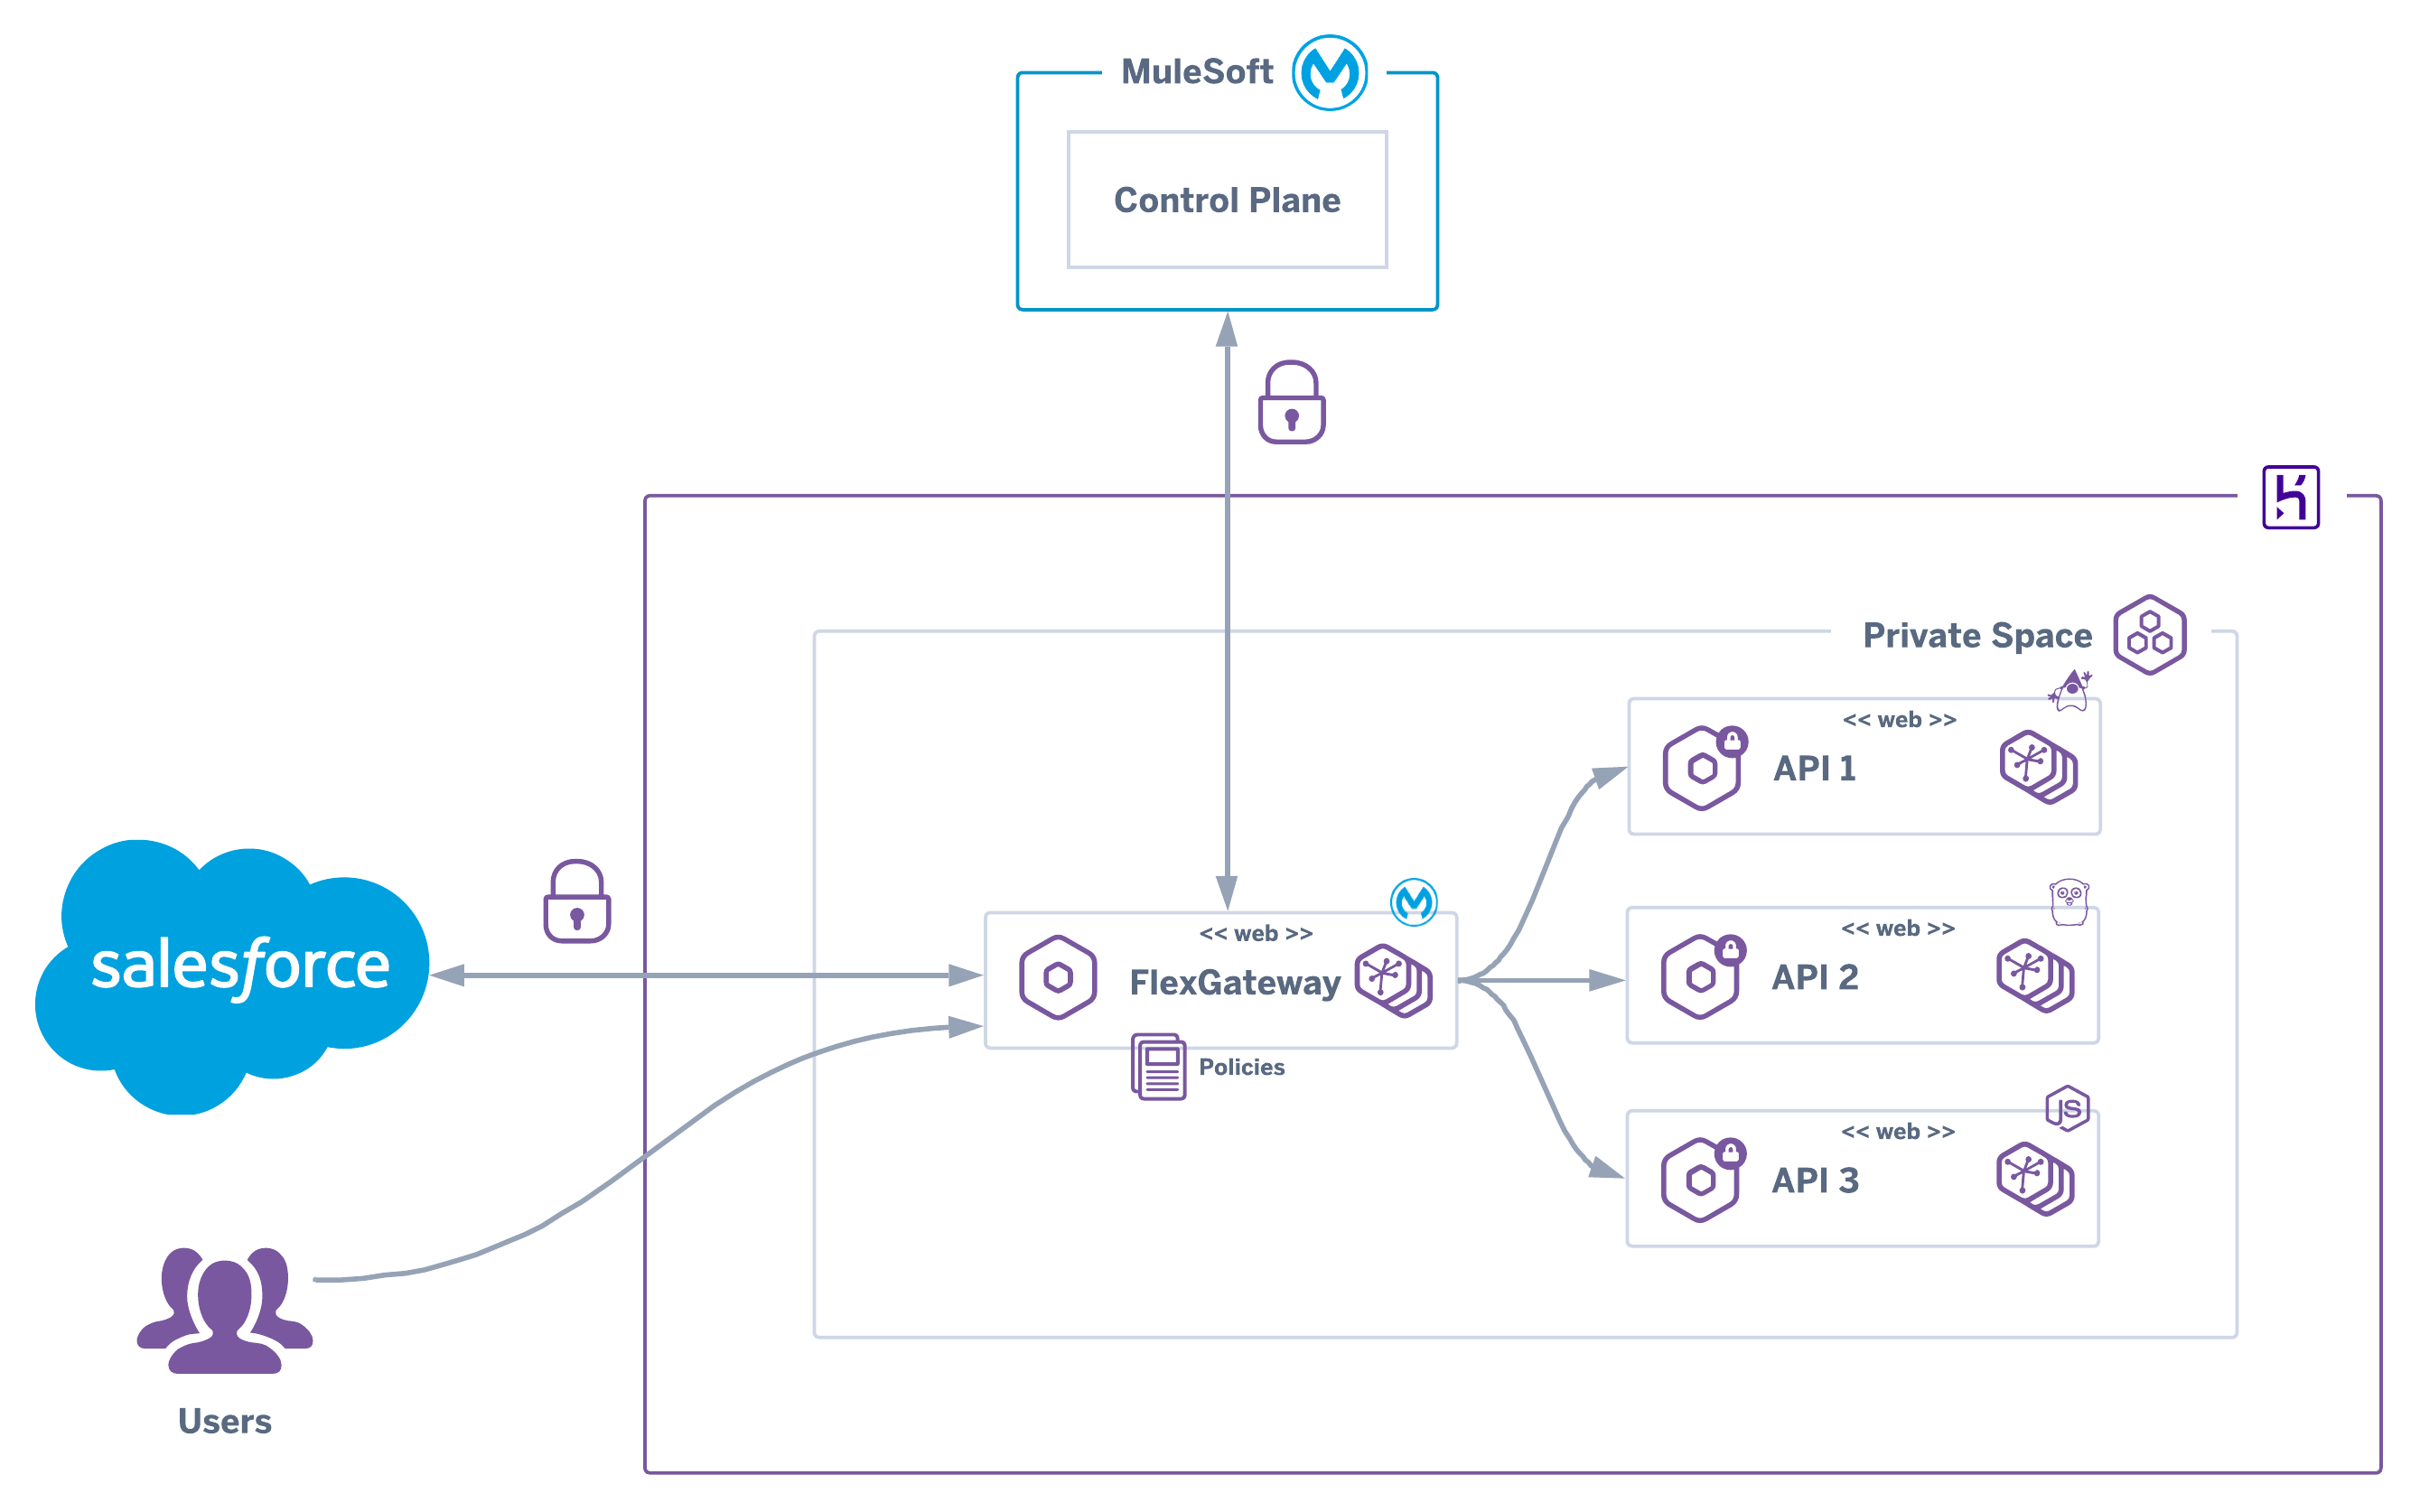 MuleSoft
Control Plane
Private Space
<< web >>
API 1
salesforce
<< web >>
FlexGateway
Policies
<< web >>
API 2
<< web >>
API 3
JS
Users